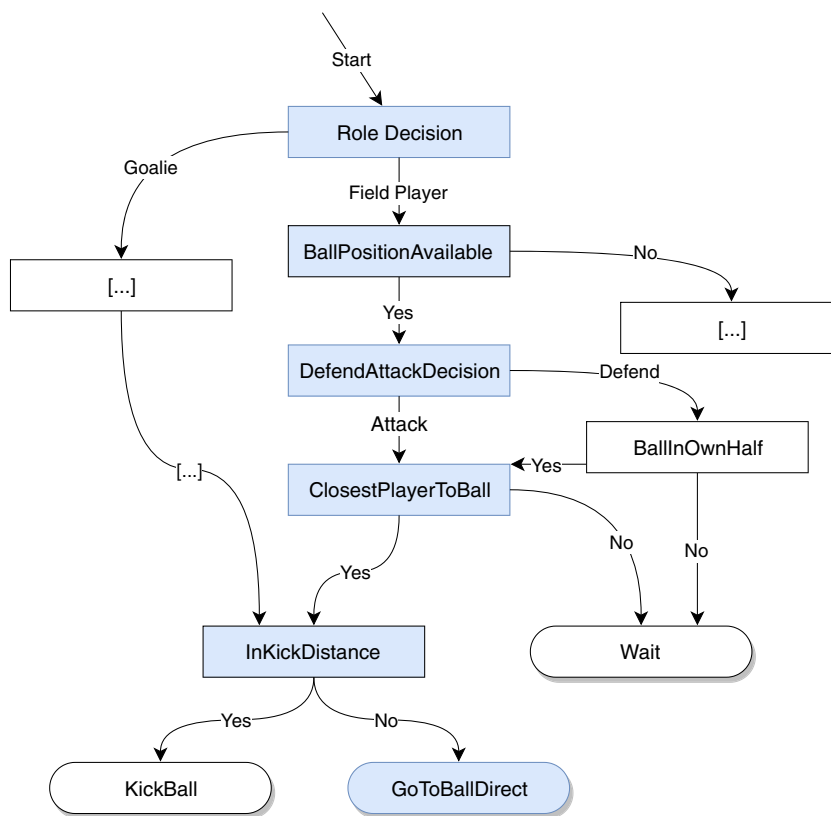 Start
Role Decision
Goalie
Field Player
BallPositionAvailable
No
[...]
[...]
Yes
DefendAttackDecision
Defend
Attack
BallInOwnHalf
Yes
[...]
ClosestPlayerToBall
No
No
Yes
InKickDistance
Wait
Yes
No
KickBall
GoToBallDirect